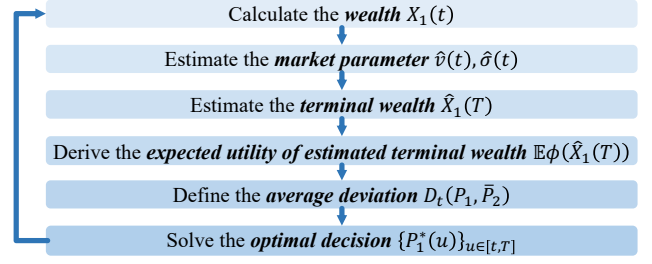 Calculate the wealth X₁(t)
Estimate the market parameter v̂(t), σ̂(t)
Estimate the terminal wealth X̂₁(T)
Derive the expected utility of estimated terminal wealth 𝔼ϕ(X̂₁(T))
Define the average deviation Dₜ(P₁, P̄₂)
Solve the optimal decision {P₁*(u)}u∈[t,T]